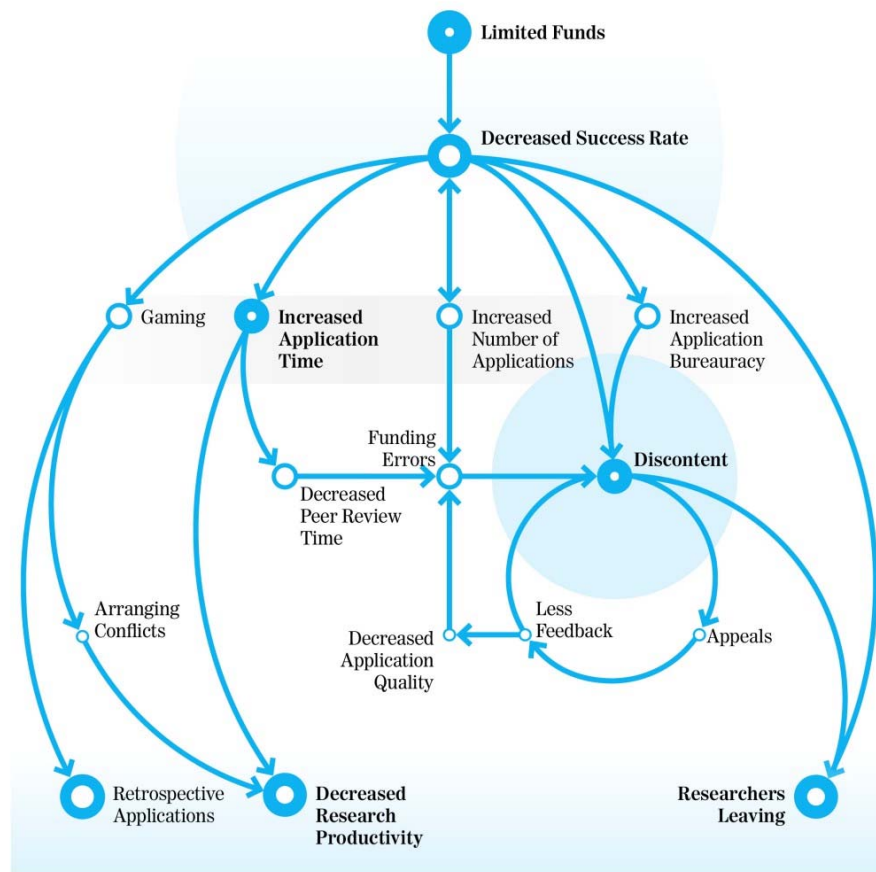 Limited Funds
Decreased Success Rate
Gaming
Increased
Application
Time
Increased
Number of
Applications
Increased
Application
Bureauracy
Funding
Errors
Discontent
Decreased
Peer Review
Time
Arranging
Conflicts
Decreased
Application
Quality
Less
Feedback
Appeals
Retrospective
Applications
Decreased
Research
Productivity
Researchers
Leaving